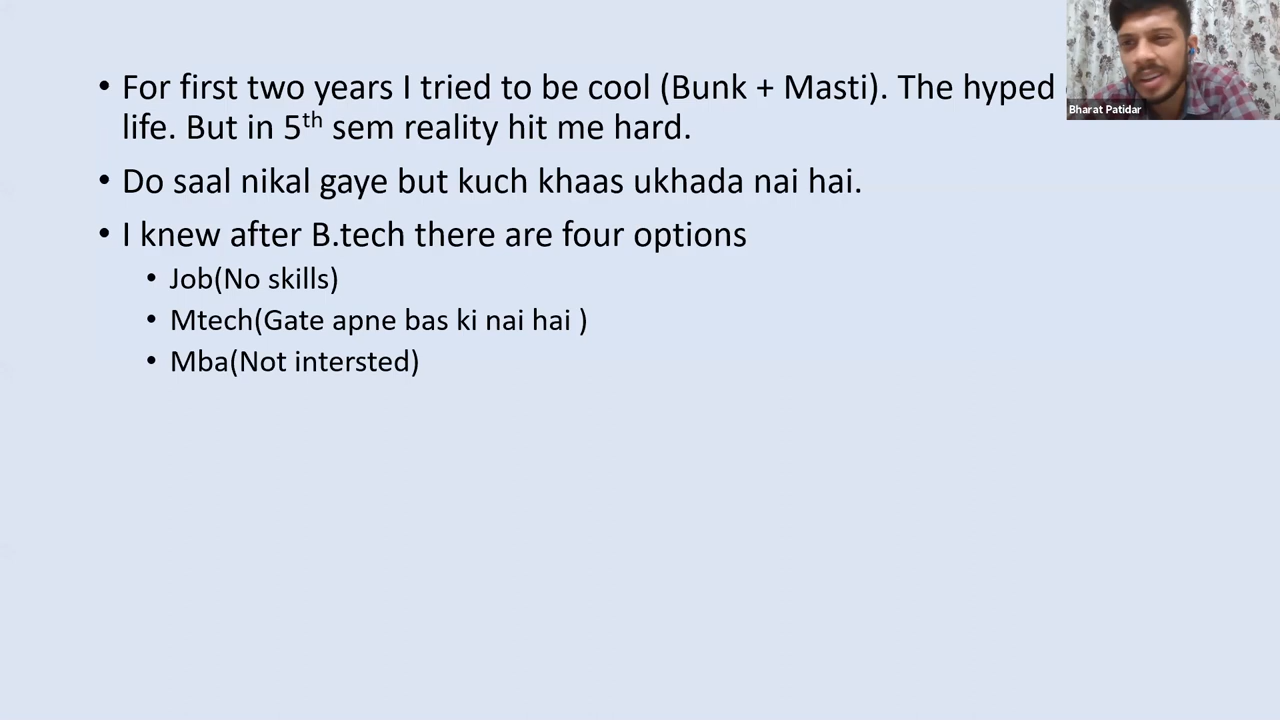 • For first two years I tried to be cool (Bunk + Masti). The hyped
life. But in 5th sem reality hit me hard.
• Do saal nikal gaye but kuch khaas ukhada nai hai.
• I knew after B.tech there are four options
• Job(No skills)
• Mtech(Gate apne bas ki nai hai )
• Mba(Not intersted)
Bharat Patidar